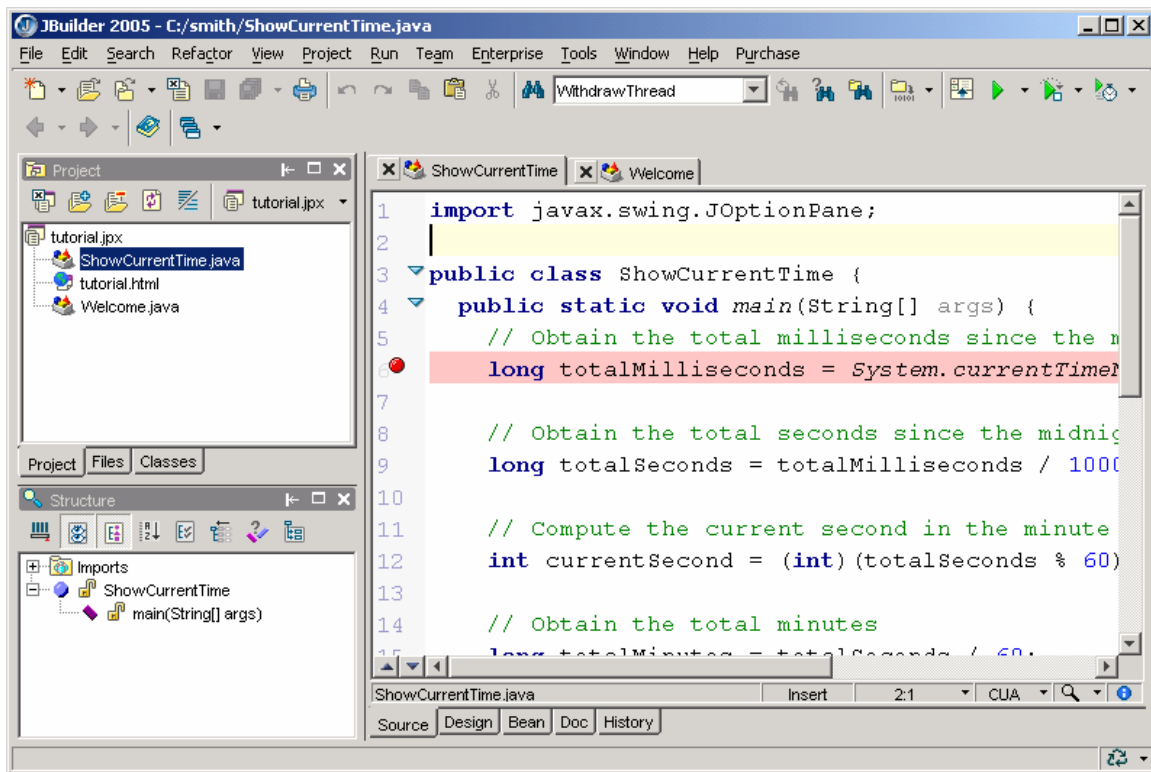 JBuilder 2005 - C:/smith/ShowCurrentTime.java
File Edit Search Refactor View Project Run Team Enterprise Tools Window Help Purchase
WithdrawThread
Project
tutorial.jpx
tutorial.jpx
ShowCurrentTime.java
tutorial.html
Welcome.java
Project Files Classes
Structure
Imports
ShowCurrentTime
main(String[] args)
ShowCurrentTime Welcome
1 import javax.swing.JOptionPane;
2
3 public class ShowCurrentTime {
4 public static void main(String[] args) {
5 // Obtain the total milliseconds since the m
6 long totalMilliseconds = System.currentTimeM
7
8 // Obtain the total seconds since the midnig
9 long totalSeconds = totalMilliseconds / 1000
10
11 // Compute the current second in the minute
12 int currentSecond = (int)(totalSeconds % 60)
13
14 // Obtain the total minutes
15 long totalMinutes = totalSeconds / 60;
ShowCurrentTime.java Insert 2:1 CUA
Source Design Bean Doc History